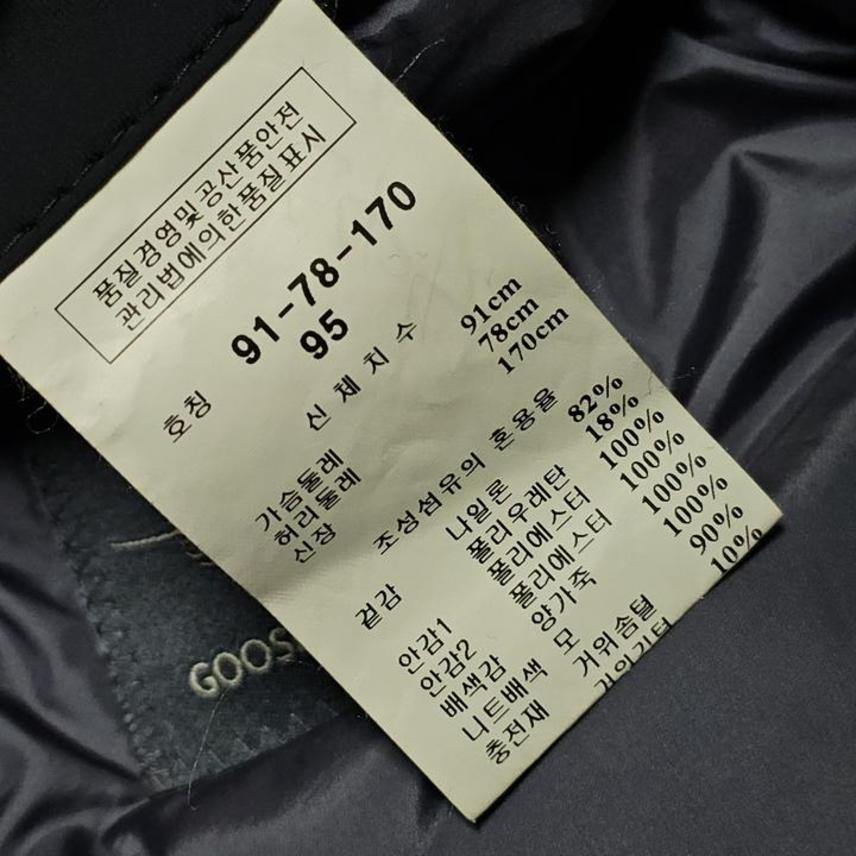 품질경영및공산품안전
관리법에의한품질표시
호칭 91-78-170
95
신체치수
가슴둘레 91cm
허리둘레 78cm
신장 170cm
조성섬유의 혼용율
겉감 나일론 82%
폴리우레탄 18%
안감1 폴리에스터 100%
안감2 폴리에스터 100%
배색감 양가죽 100%
니트배색 모 100%
충전재 거위솜털 90%
거위깃털 10%
GOOS